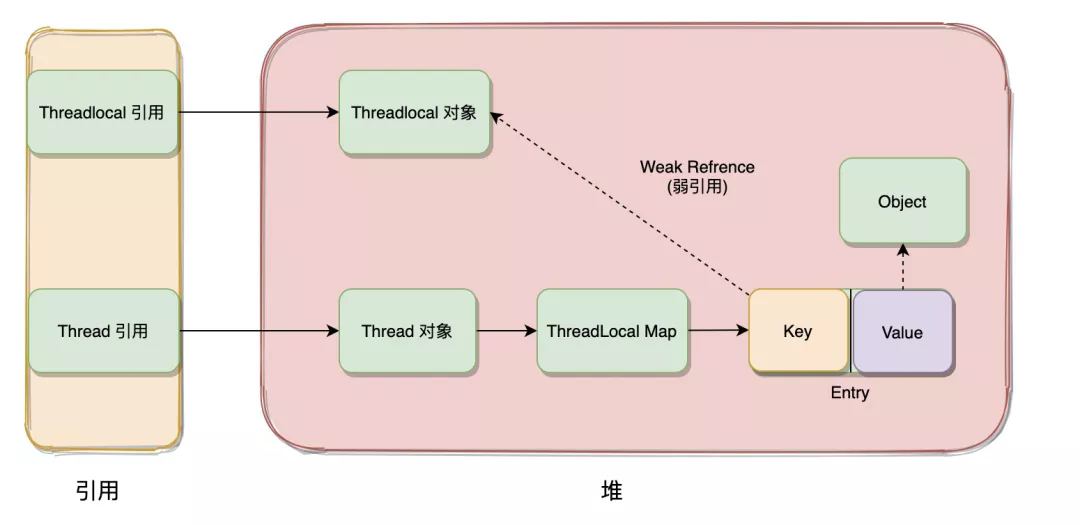 Threadlocal 引用
Threadlocal 对象
Weak Refrence
(弱引用)
Object
Thread 引用
Thread 对象
ThreadLocal Map
Key
Value
Entry
引用
堆